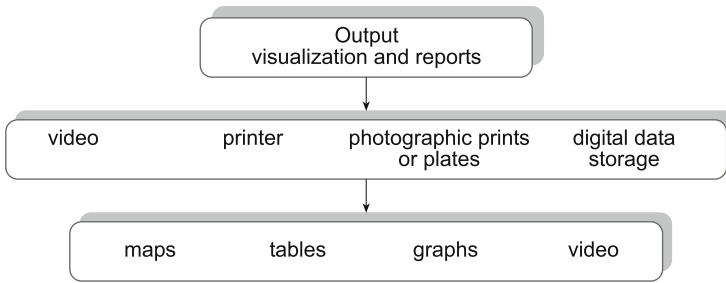 Output
visualization and reports
video printer photographic prints or plates digital data storage
maps tables graphs video